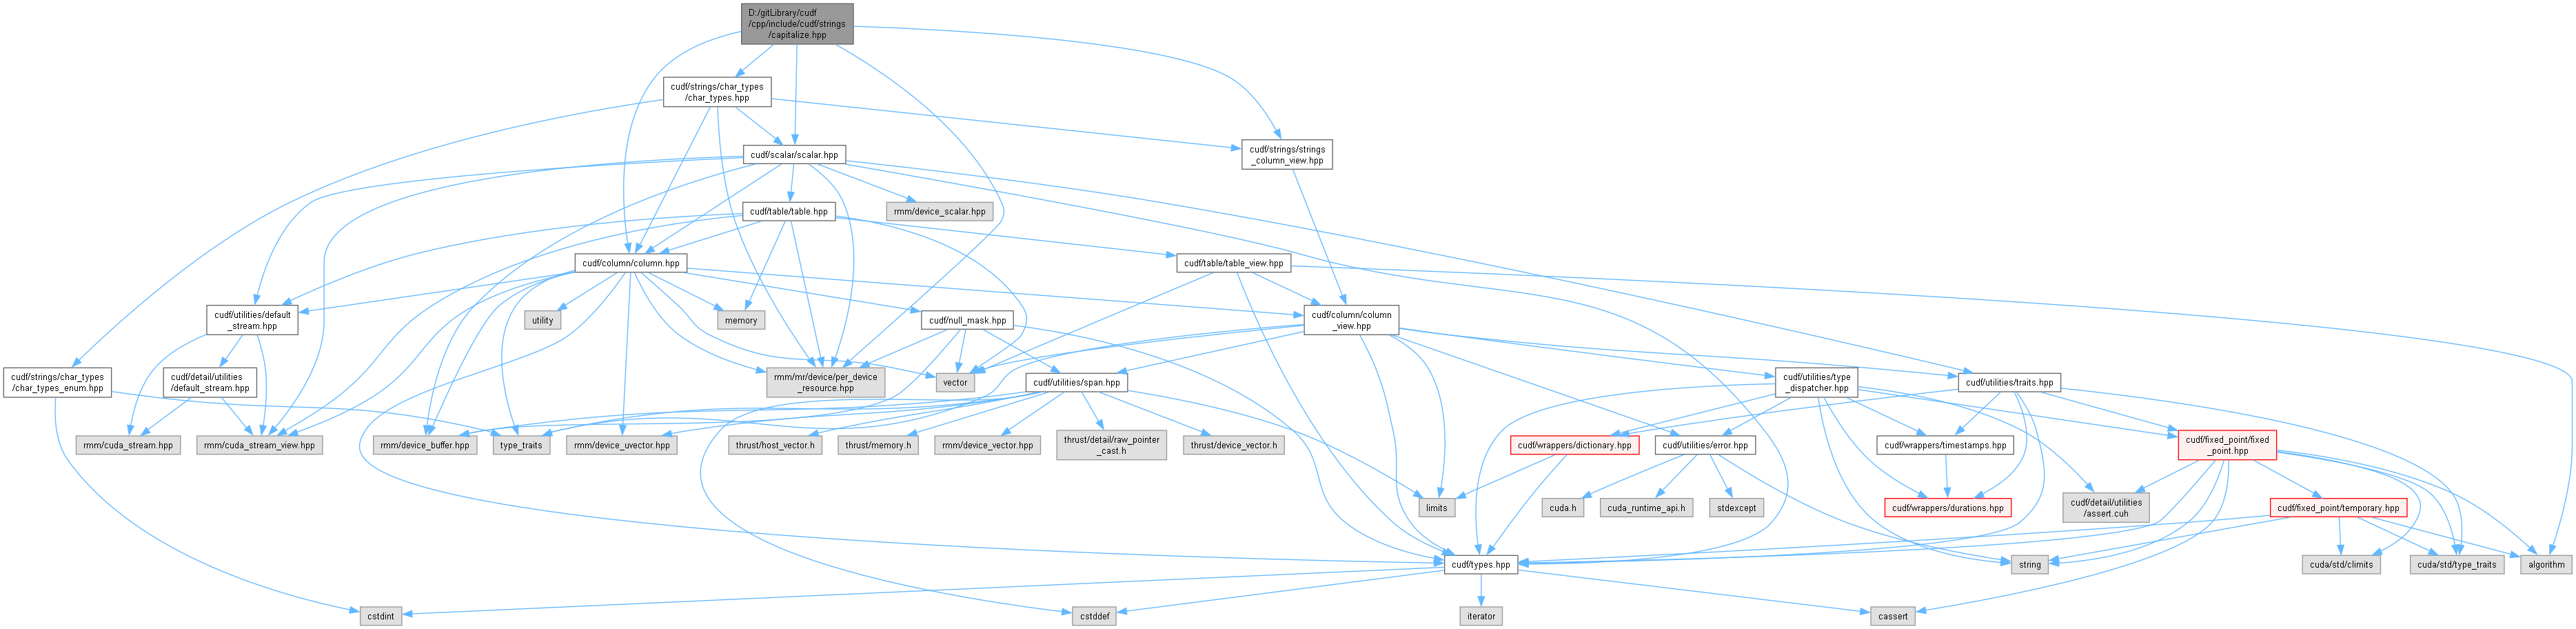 D:/gitLibrary/cudf
/cpp/include/cudf/strings
/capitalize.hpp
cudf/strings/char_types
/char_types.hpp
cudf/scalar/scalar.hpp
cudf/strings/strings
_column_view.hpp
cudf/table/table.hpp
rmm/device_scalar.hpp
cudf/column/column.hpp
cudf/table/table_view.hpp
cudf/utilities/default
_stream.hpp
utility
memory
cudf/null_mask.hpp
cudf/column/column
_view.hpp
cudf/strings/char_types
/char_types_enum.hpp
cudf/detail/utilities
/default_stream.hpp
rmm/mr/device/per_device
_resource.hpp
vector
cudf/utilities/span.hpp
cudf/utilities/type
_dispatcher.hpp
cudf/utilities/traits.hpp
rmm/cuda_stream.hpp
rmm/cuda_stream_view.hpp
rmm/device_buffer.hpp
type_traits
rmm/device_uvector.hpp
thrust/host_vector.h
thrust/memory.h
rmm/device_vector.hpp
thrust/detail/raw_pointer
_cast.h
thrust/device_vector.h
cudf/wrappers/dictionary.hpp
cudf/utilities/error.hpp
cudf/wrappers/timestamps.hpp
cudf/fixed_point/fixed
_point.hpp
limits
cuda.h
cuda_runtime_api.h
stdexcept
cudf/wrappers/durations.hpp
cudf/detail/utilities
/assert.cuh
cudf/fixed_point/temporary.hpp
cudf/types.hpp
string
cuda/std/climits
cuda/std/type_traits
algorithm
cstdint
cstddef
iterator
cassert